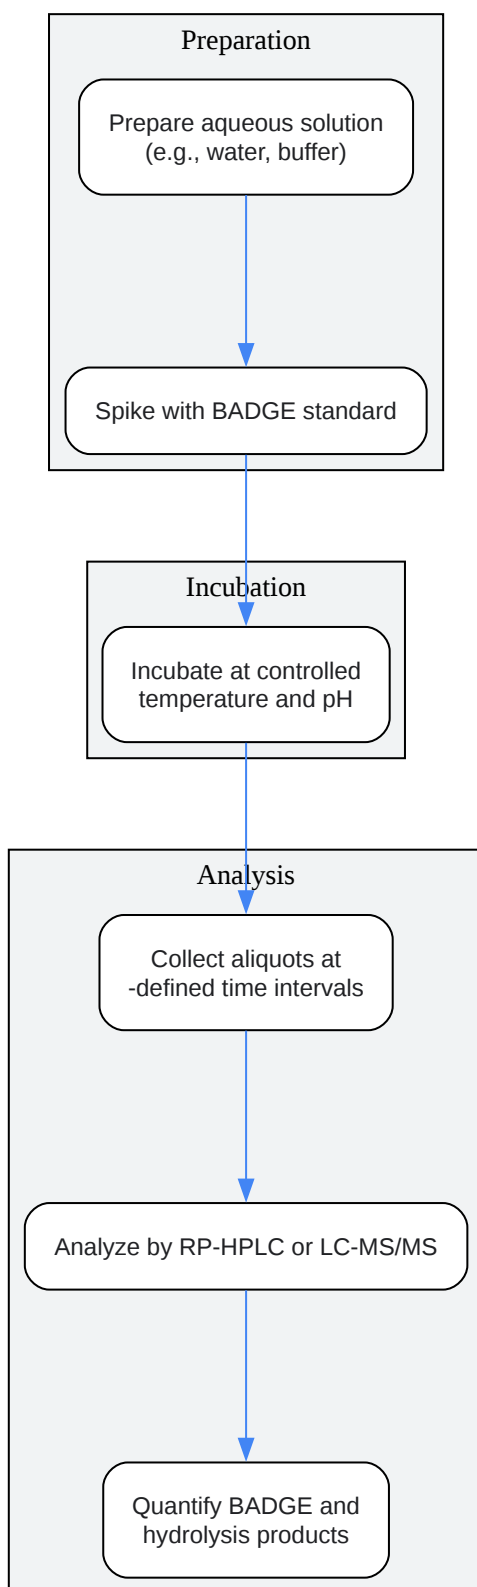 Preparation
Prepare aqueous solution
(e.g., water, buffer)
Spike with BADGE standard
Incubation
Incubate at controlled
temperature and pH
Analysis
Collect aliquots at
-defined time intervals
Analyze by RP-HPLC or LC-MS/MS
Quantify BADGE and
hydrolysis products